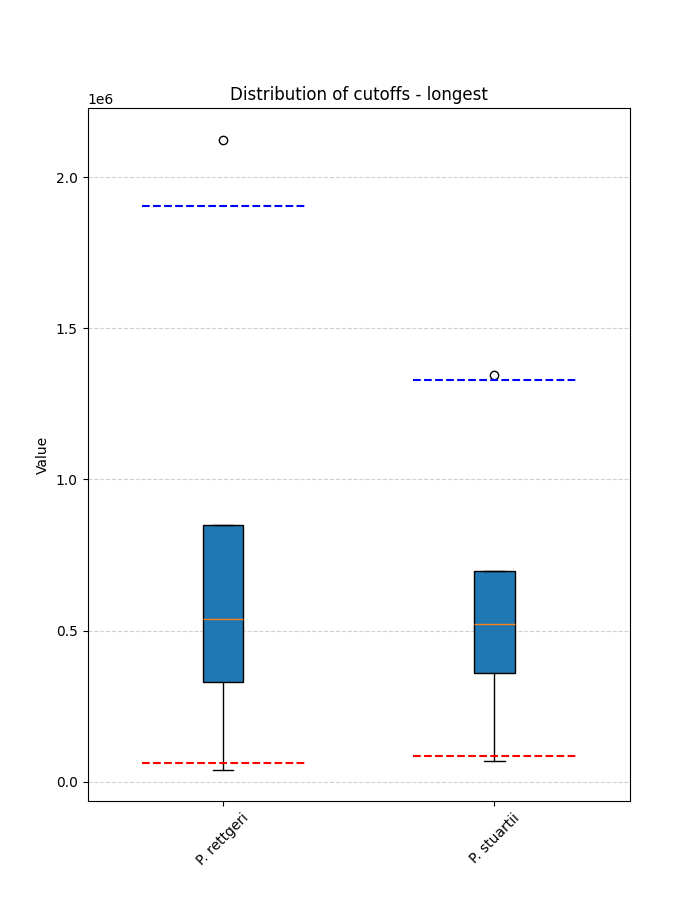 Distribution of cutoffs - longest
1e6
2.0
1.5
1.0
0.5
0.0
Value
P. rettgeri
P. stuartii